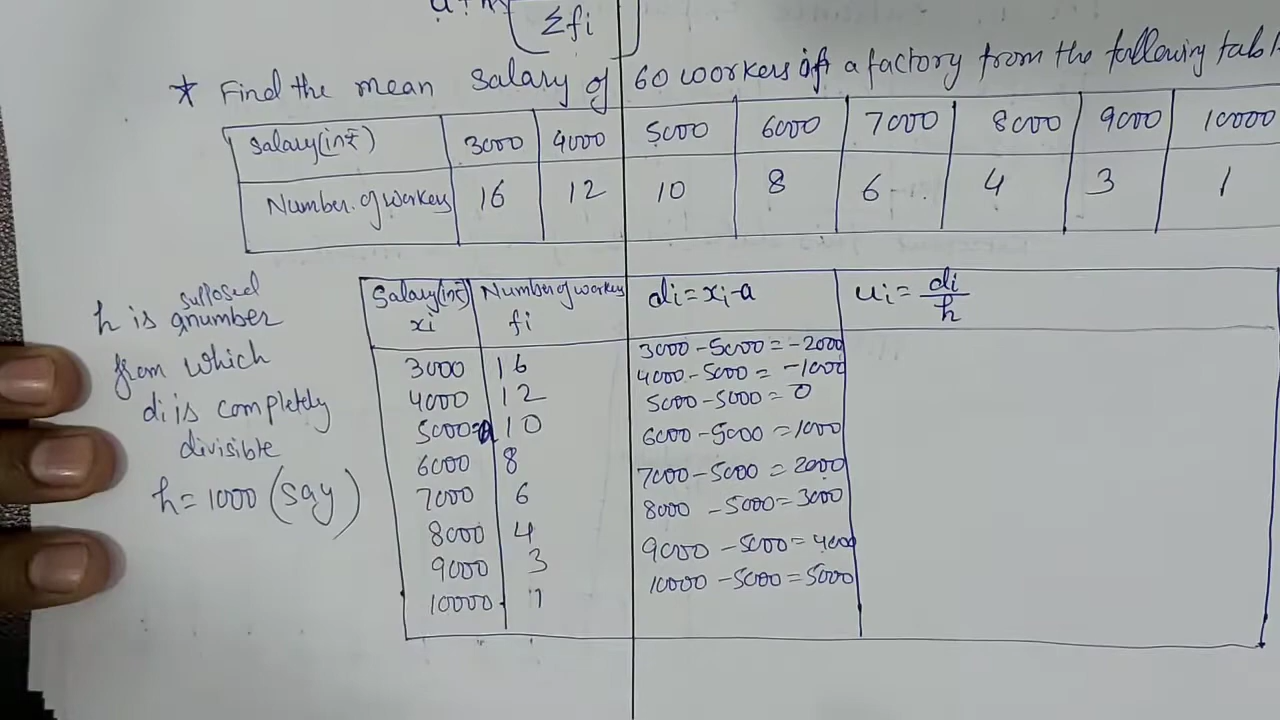 Σfi
* Find the mean salary of 60 workers of a factory from the following
Salary(in₹) 3000 4000 5000 6000 7000 8000 9000 10000
Number.of workey 16 12 10 8 6 4 3 1
h is a sullosed number
from which
di is completely
divisible
h = 1000 (say)
Salary(in₹) xi Number of workey fi di = xi - a ui = di/h
3000 16 3000 - 5000 = -2000
4000 12 4000 - 5000 = -1000
5000 = a 10 5000 - 5000 = 0
6000 8 6000 - 5000 = 1000
7000 6 7000 - 5000 = 2000
8000 4 8000 - 5000 = 3000
9000 3 9000 - 5000 = 4000
10000 1 10000 - 5000 = 5000